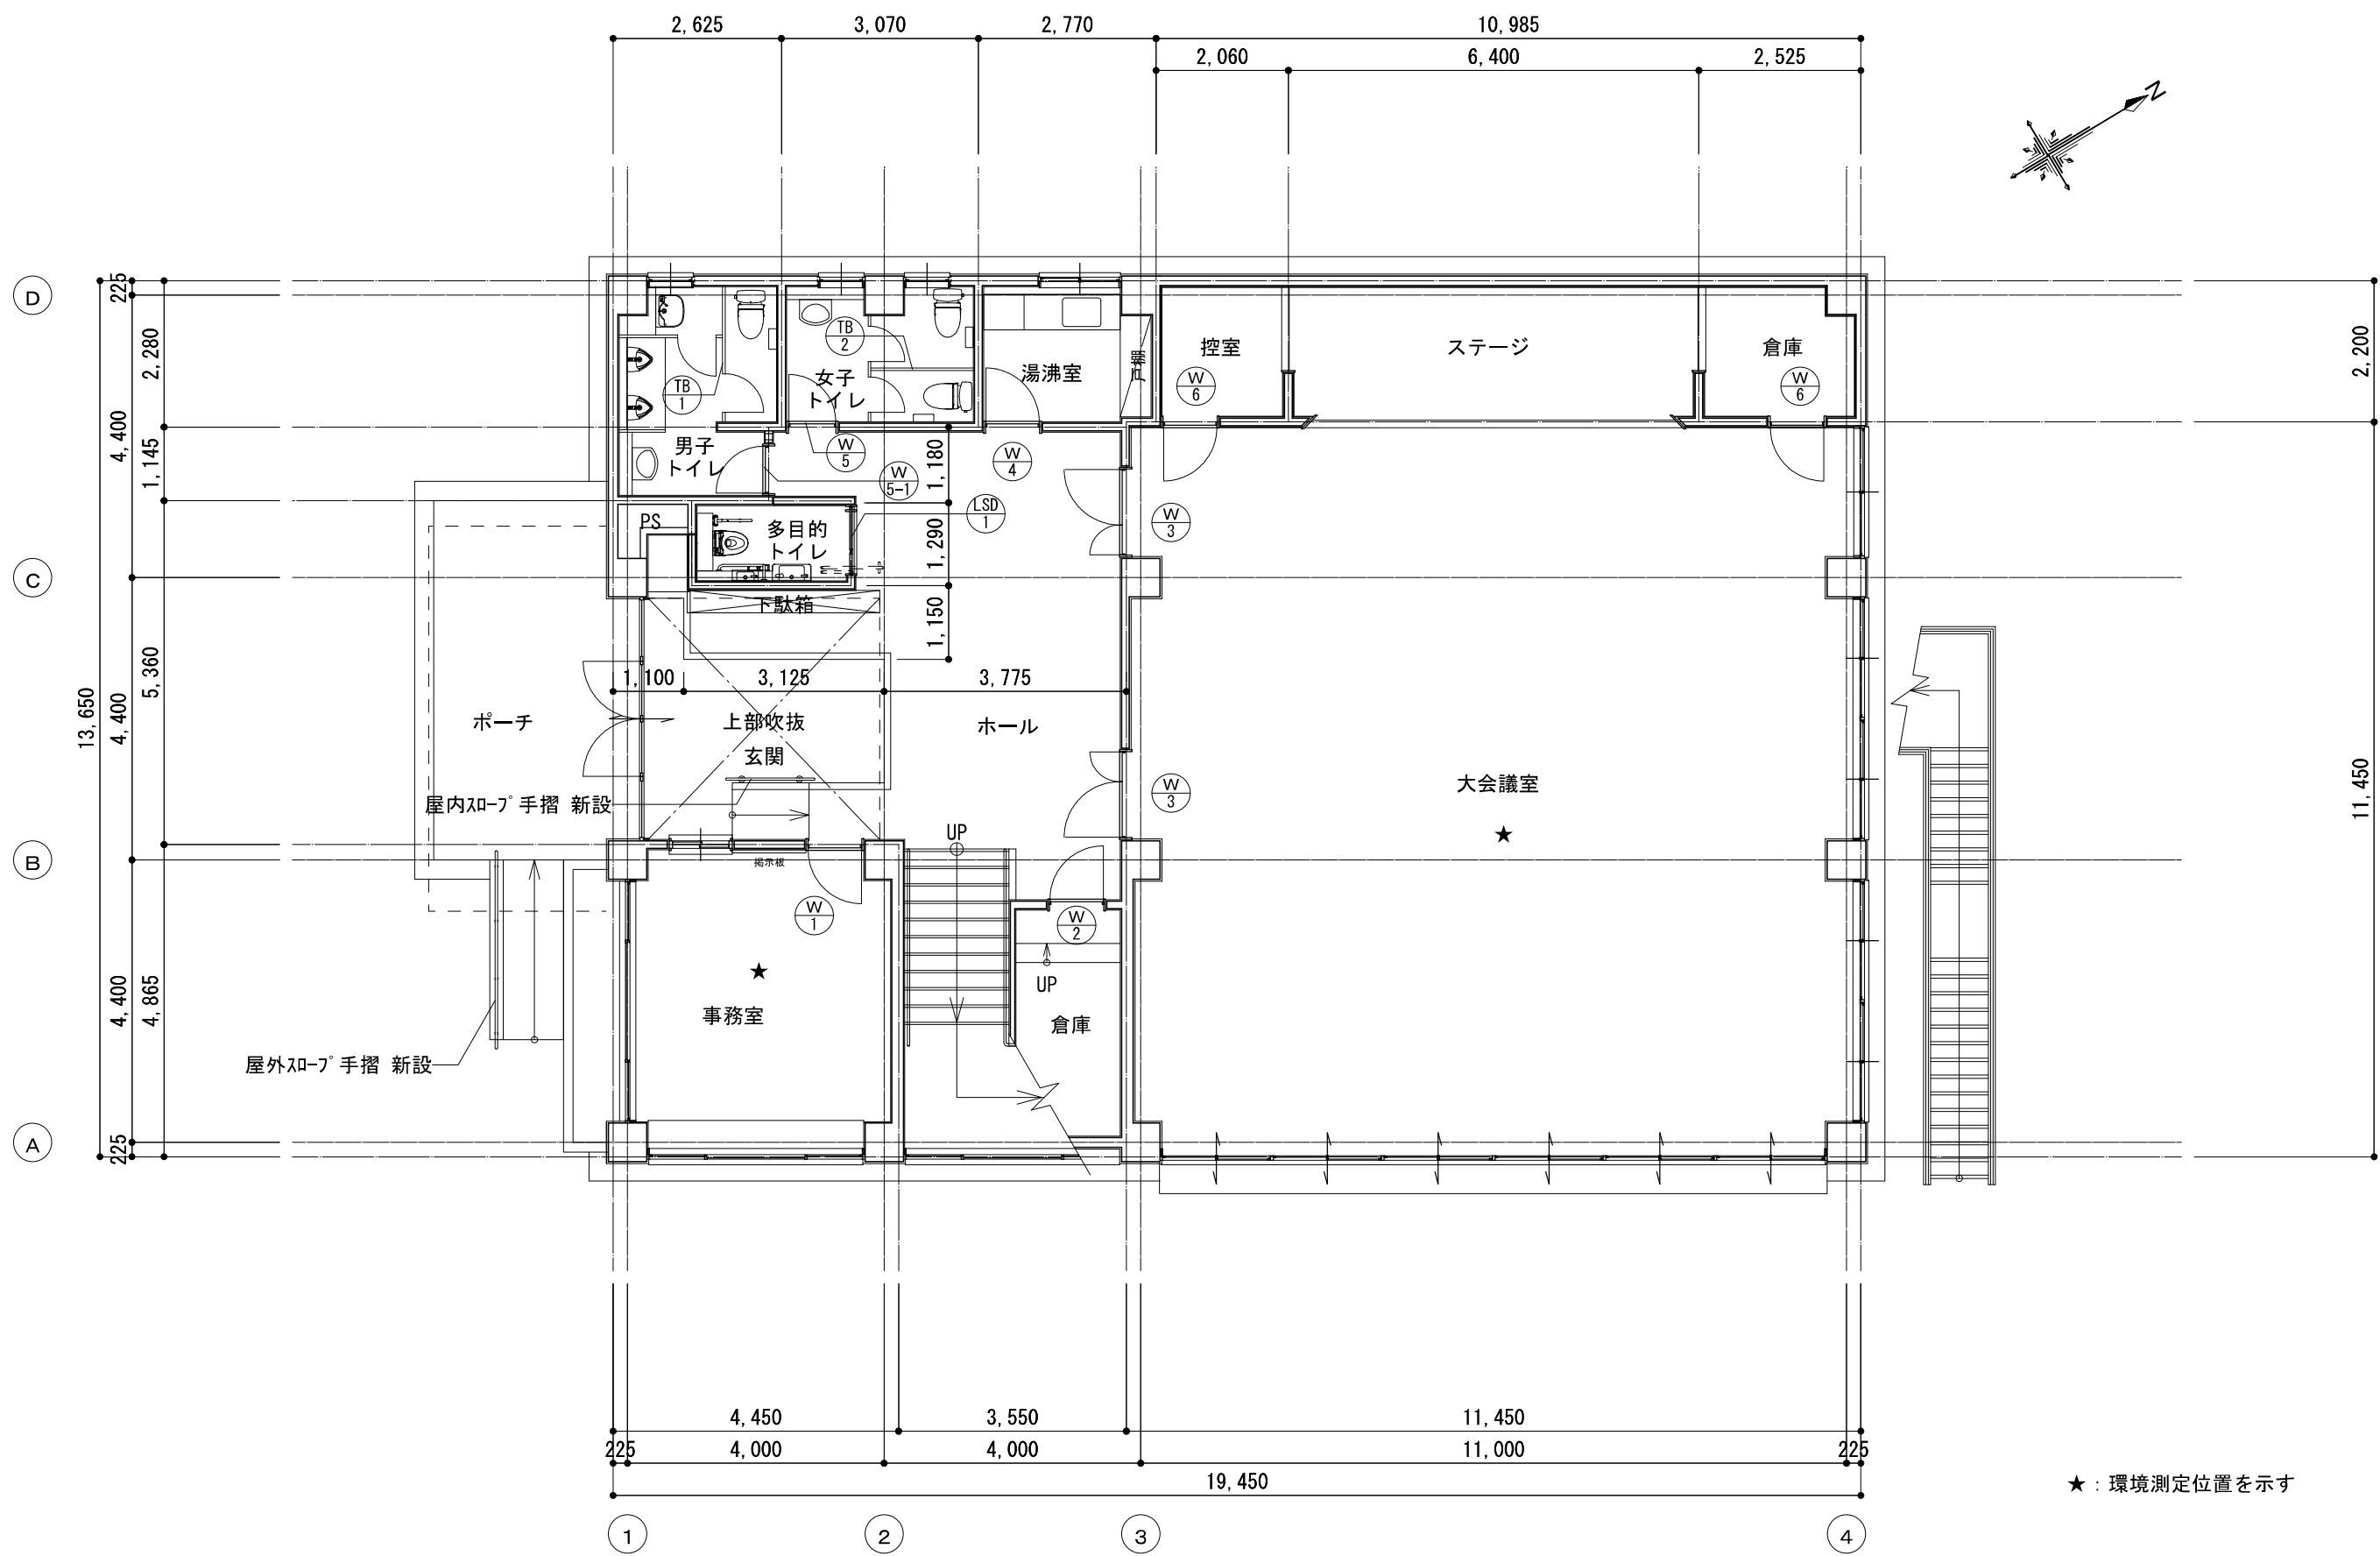 2,625
3,070
2,770
10,985
2,060
6,400
2,525
N
D
C
B
A
225
2,280
4,400
1,145
13,650
4,400
5,360
4,400
4,865
225
2,200
11,450
TB
1
TB
2
女子
トイレ
湯沸室
戸棚
控室
W
6
ステージ
倉庫
W
6
男子
トイレ
W
5
W
5-1
1,180
W
4
LSD
1
1,290
W
3
PS
多目的
トイレ
下駄箱
1,150
1,100
3,125
3,775
ポーチ
上部吹抜
玄関
ホール
W
3
大会議室
★
屋内ｽﾛｰﾌﾟ手摺 新設
UP
掲示板
W
1
W
2
★
事務室
UP
倉庫
屋外ｽﾛｰﾌﾟ手摺 新設
4,450
3,550
11,450
225
4,000
4,000
11,000
225
19,450
★：環境測定位置を示す
1
2
3
4